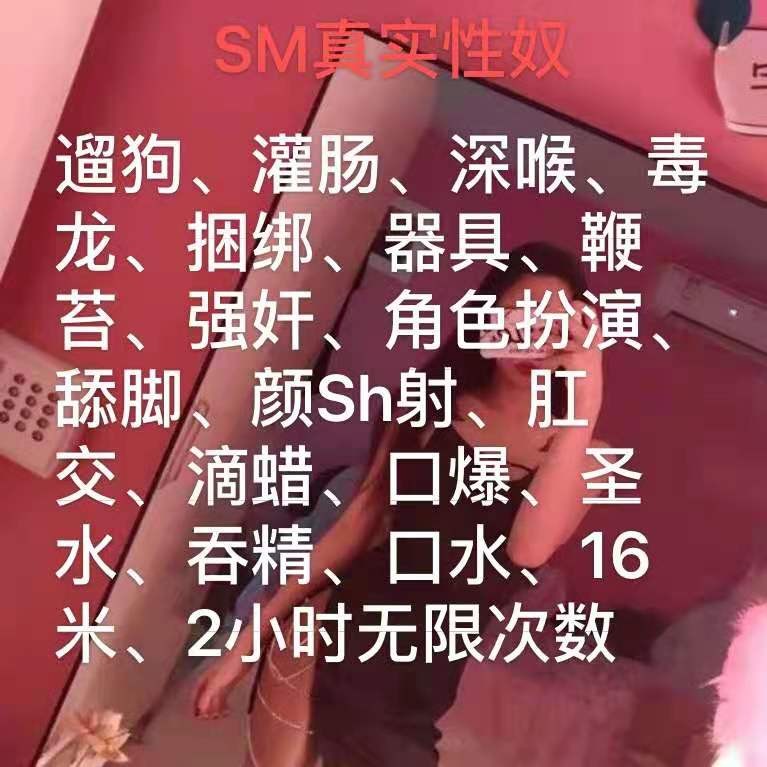 SM真实性奴
遛狗、灌肠、深喉、毒
龙、捆绑、器具、鞭
苔、强奸、角色扮演、
舔脚、颜Sh射、肛
交、滴蜡、口爆、圣
水、吞精、口水、16
米、2小时无限次数